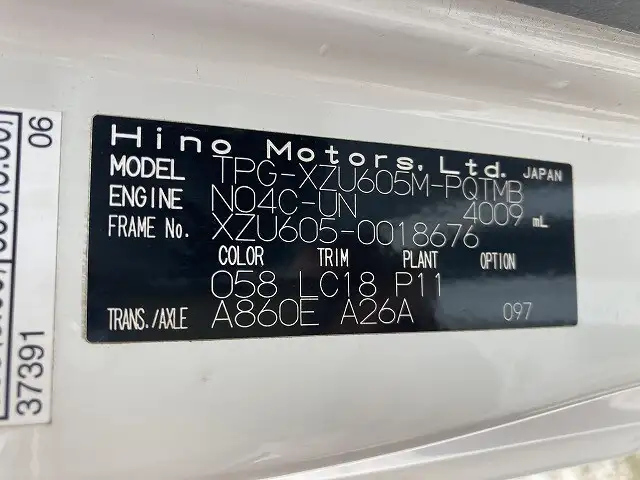 Hino Motors, Ltd. JAPAN
MODEL TPG-XZU605M-PQTMB
ENGINE N04C-UN 4009 mL
FRAME No. XZU605-0018676
COLOR TRIM PLANT OPTION
058 LC18 P11
TRANS./AXLE A860E A26A 097
37391
06